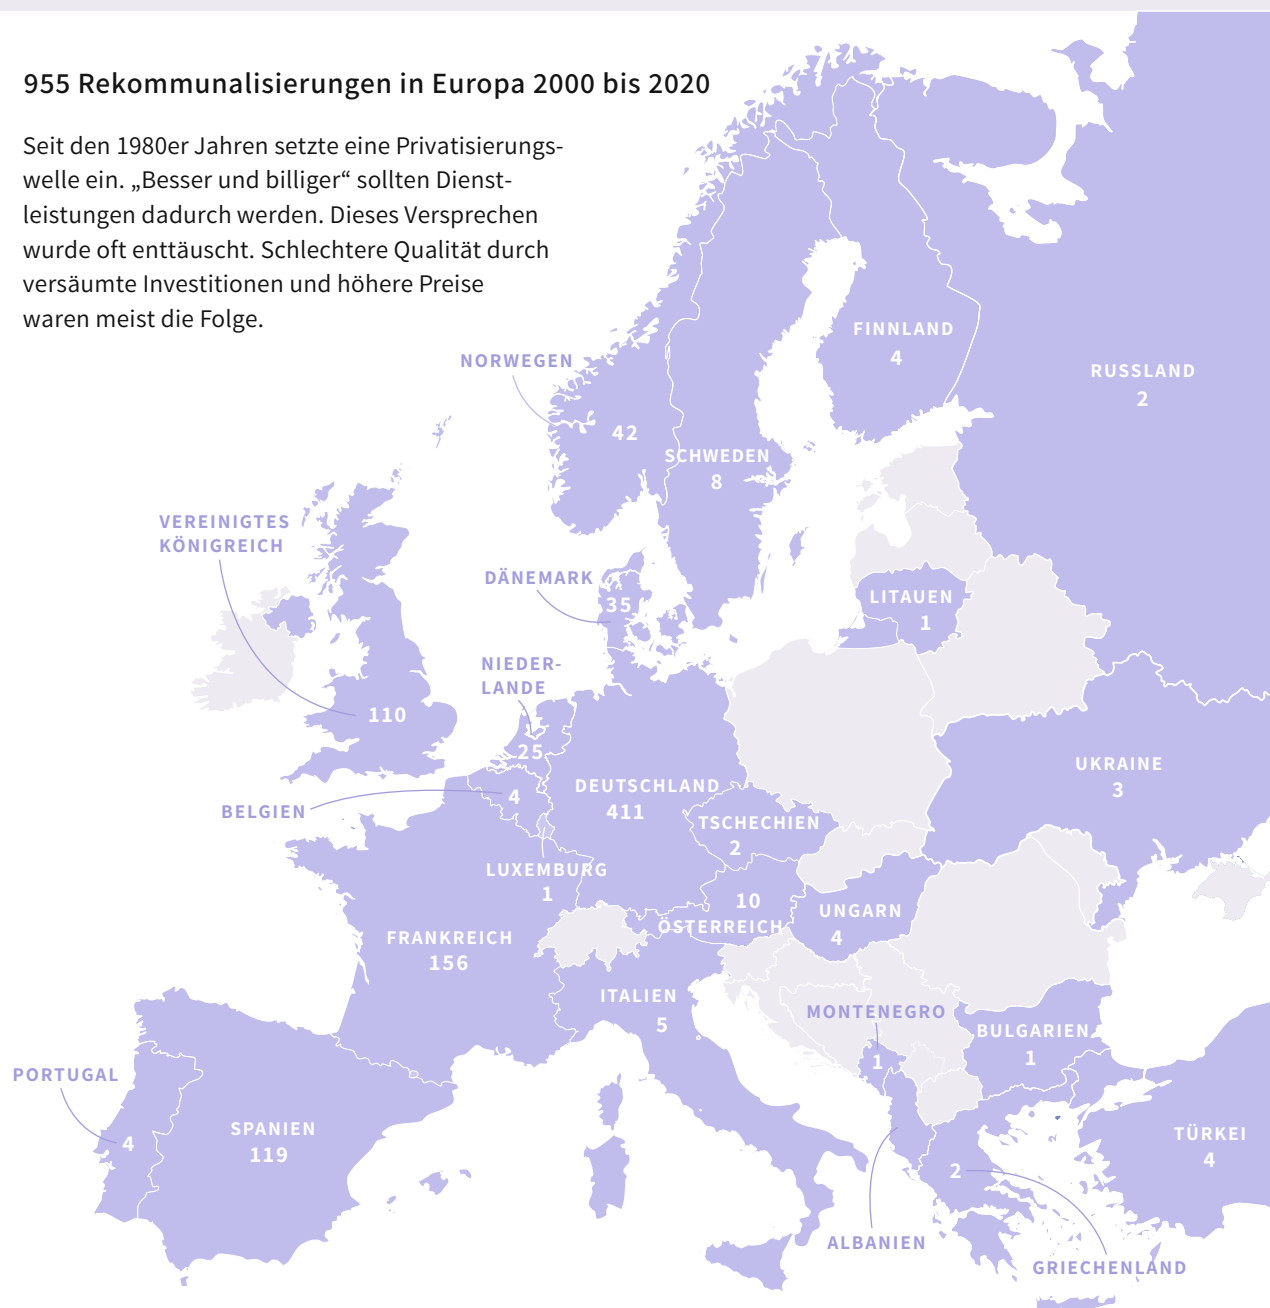 955 Rekommunalisierungen in Europa 2000 bis 2020
Seit den 1980er Jahren setzte eine Privatisierungs-
welle ein. „Besser und billiger“ sollten Dienst-
leistungen dadurch werden. Dieses Versprechen
wurde oft enttäuscht. Schlechtere Qualität durch
versäumte Investitionen und höhere Preise
waren meist die Folge.
FINNLAND
4
NORWEGEN
42
RUSSLAND
2
SCHWEDEN
8
VEREINIGTES
KÖNIGREICH
110
DÄNEMARK
35
LITAUEN
1
NIEDER-
LANDE
25
UKRAINE
3
DEUTSCHLAND
411
BELGIEN
4
TSCHECHIEN
2
LUXEMBURG
1
10
ÖSTERREICH
UNGARN
4
FRANKREICH
156
ITALIEN
5
MONTENEGRO
1
BULGARIEN
1
PORTUGAL
4
SPANIEN
119
TÜRKEI
4
2
ALBANIEN
GRIECHENLAND